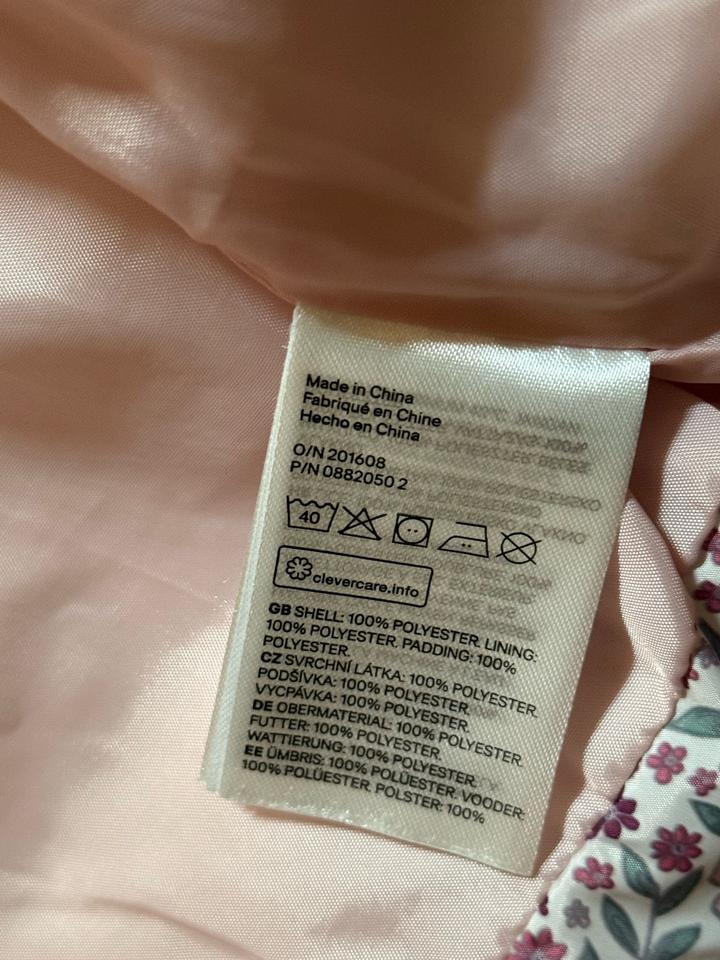 Made in China
Fabriqué en Chine
Hecho en China
O/N 201608
P/N 0882050 2
40
clevercare.info
GB SHELL: 100% POLYESTER. LINING:
100% POLYESTER. PADDING: 100%
POLYESTER.
CZ SVRCHNÍ LÁTKA: 100% POLYESTER.
PODŠÍVKA: 100% POLYESTER.
VYCPÁVKA: 100% POLYESTER.
DE OBERMATERIAL: 100% POLYESTER.
FUTTER: 100% POLYESTER.
WATTIERUNG: 100% POLYESTER.
EE ÜMBRIS: 100% POLÜESTER. VOODER:
100% POLÜESTER. POLSTER: 100%